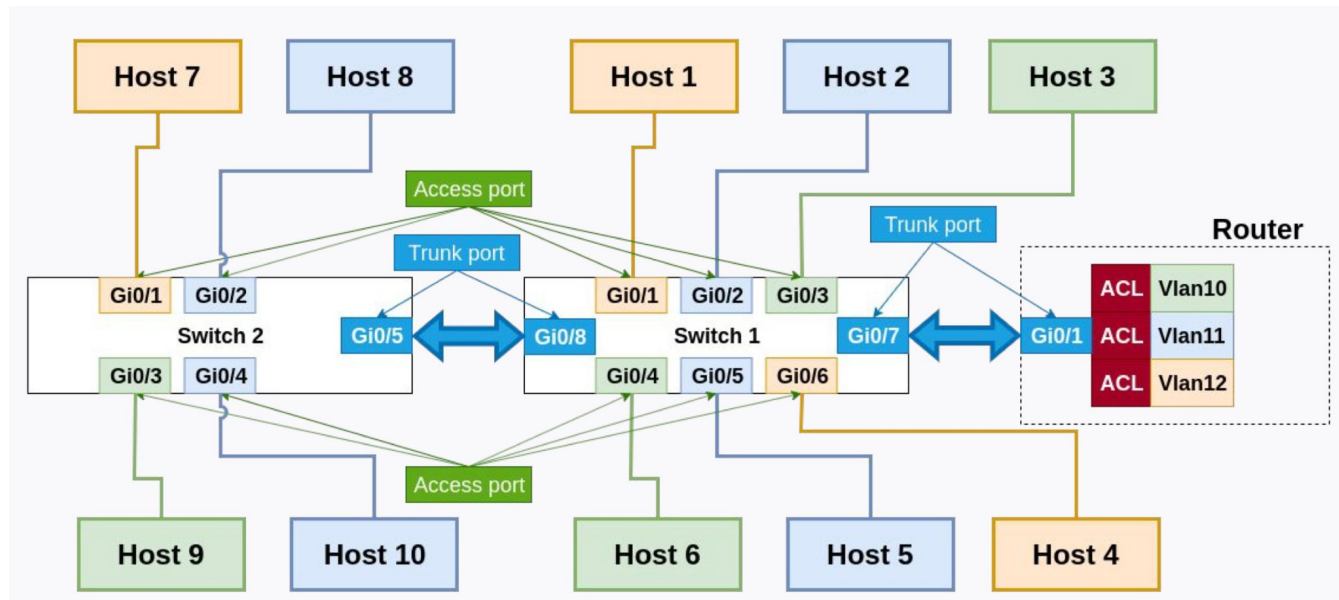 Host 7
Host 8
Host 1
Host 2
Host 3
Access port
Trunk port
Trunk port
Router
Gi0/1
Gi0/2
Gi0/1
Gi0/2
Gi0/3
ACL
Vlan10
Switch 2
Gi0/5
Gi0/8
Switch 1
Gi0/7
Gi0/1
ACL
Vlan11
Gi0/3
Gi0/4
Gi0/4
Gi0/5
Gi0/6
ACL
Vlan12
Access port
Host 9
Host 10
Host 6
Host 5
Host 4